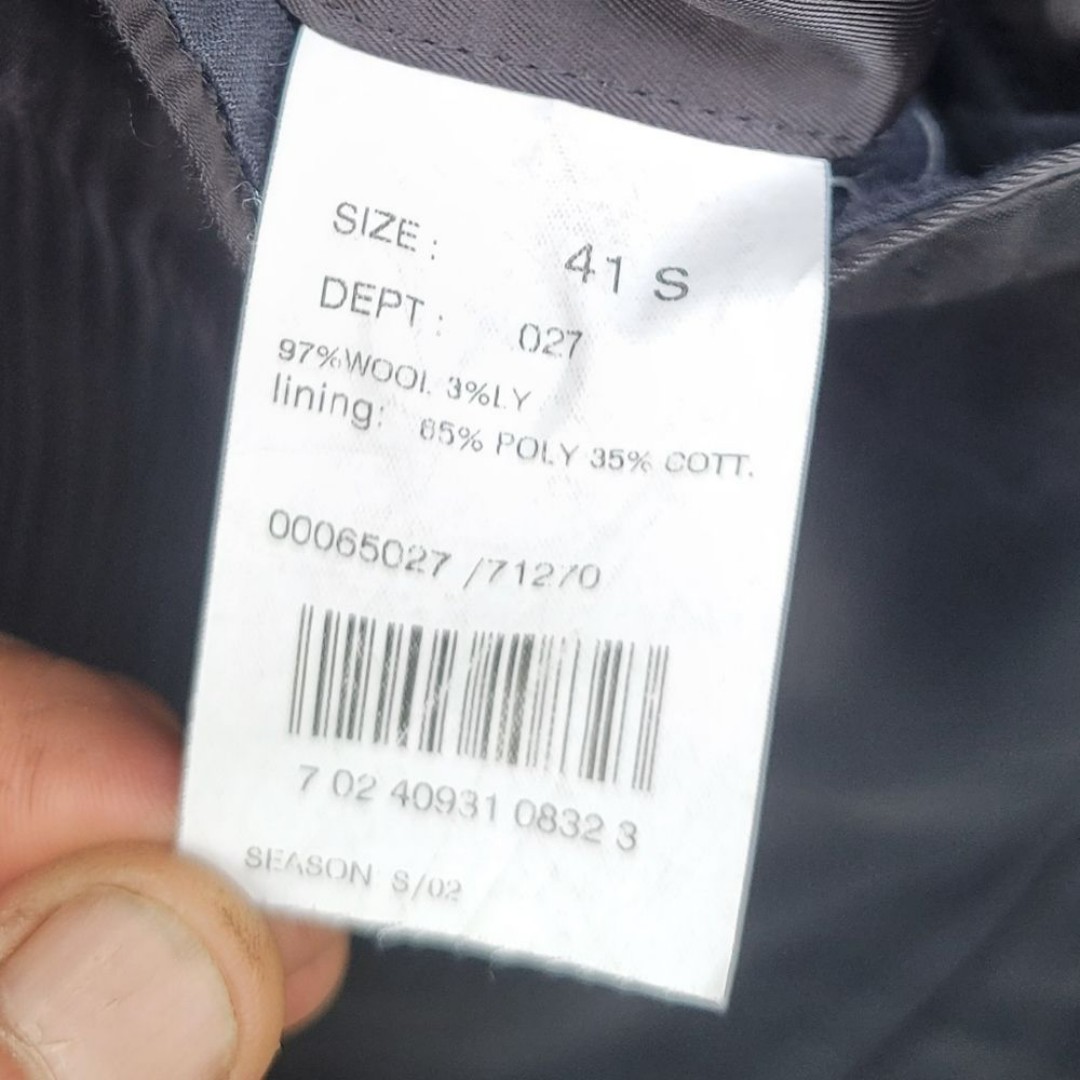 SIZE : 41 S
DEPT : 027
97%WOOL 3%LY
lining: 65% POLY 35% COTT.
00065027 /71270
7 02 40931 0832 3
SEASON S/02